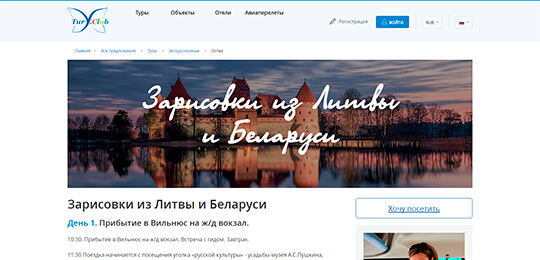 Tur Club
Туры Объекты Отели Авиаперелеты
Регистрация ВОЙТИ RUB
Главная Все предложения Туры Экскурсионные Литва
Зарисовки из Литвы
и Беларуси
Зарисовки из Литвы и Беларуси
Хочу посетить
День 1. Прибытие в Вильнюс на ж/д вокзал.
10:30. Прибытие в Вильнюс на ж/д вокзал. Встреча с гидом. Завтрак.
11:30 Поездка начинается с посещения уголка «русской культуры» - усадьбы музея А.С.Пушкина,